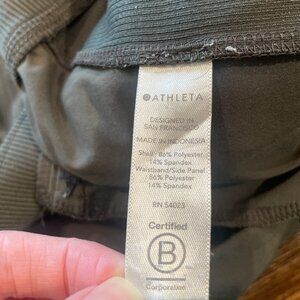 ATHLETA
DESIGNED IN
SAN FRANCISCO
MADE IN INDONESIA
Shell: 86% Polyester
14% Spandex
Waistband/Side Panel
86% Polyester
14% Spandex
RN 54023
Certified
B
Corporation